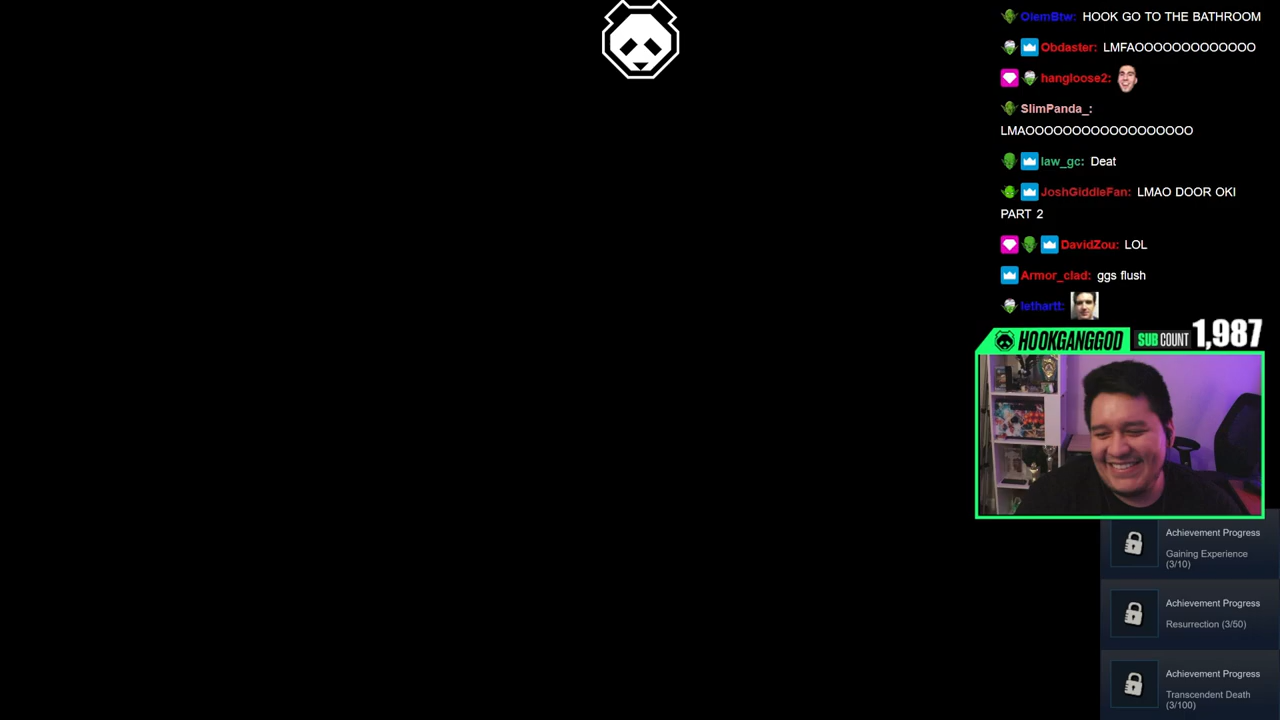 OlemBtw: HOOK GO TO THE BATHROOM
Obdaster: LMFAOOOOOOOOOOOOO
hangloose2:
SlimPanda_:
LMAOOOOOOOOOOOOOOOOOO
law_gc: Deat
JoshGiddleFan: LMAO DOOR OKI
PART 2
DavidZou: LOL
Armor_clad: ggs flush
lethartt:
HOOKGANGGOD SUB COUNT 1,987
Achievement Progress
Gaining Experience
(3/10)
Achievement Progress
Resurrection (3/50)
Achievement Progress
Transcendent Death
(3/100)